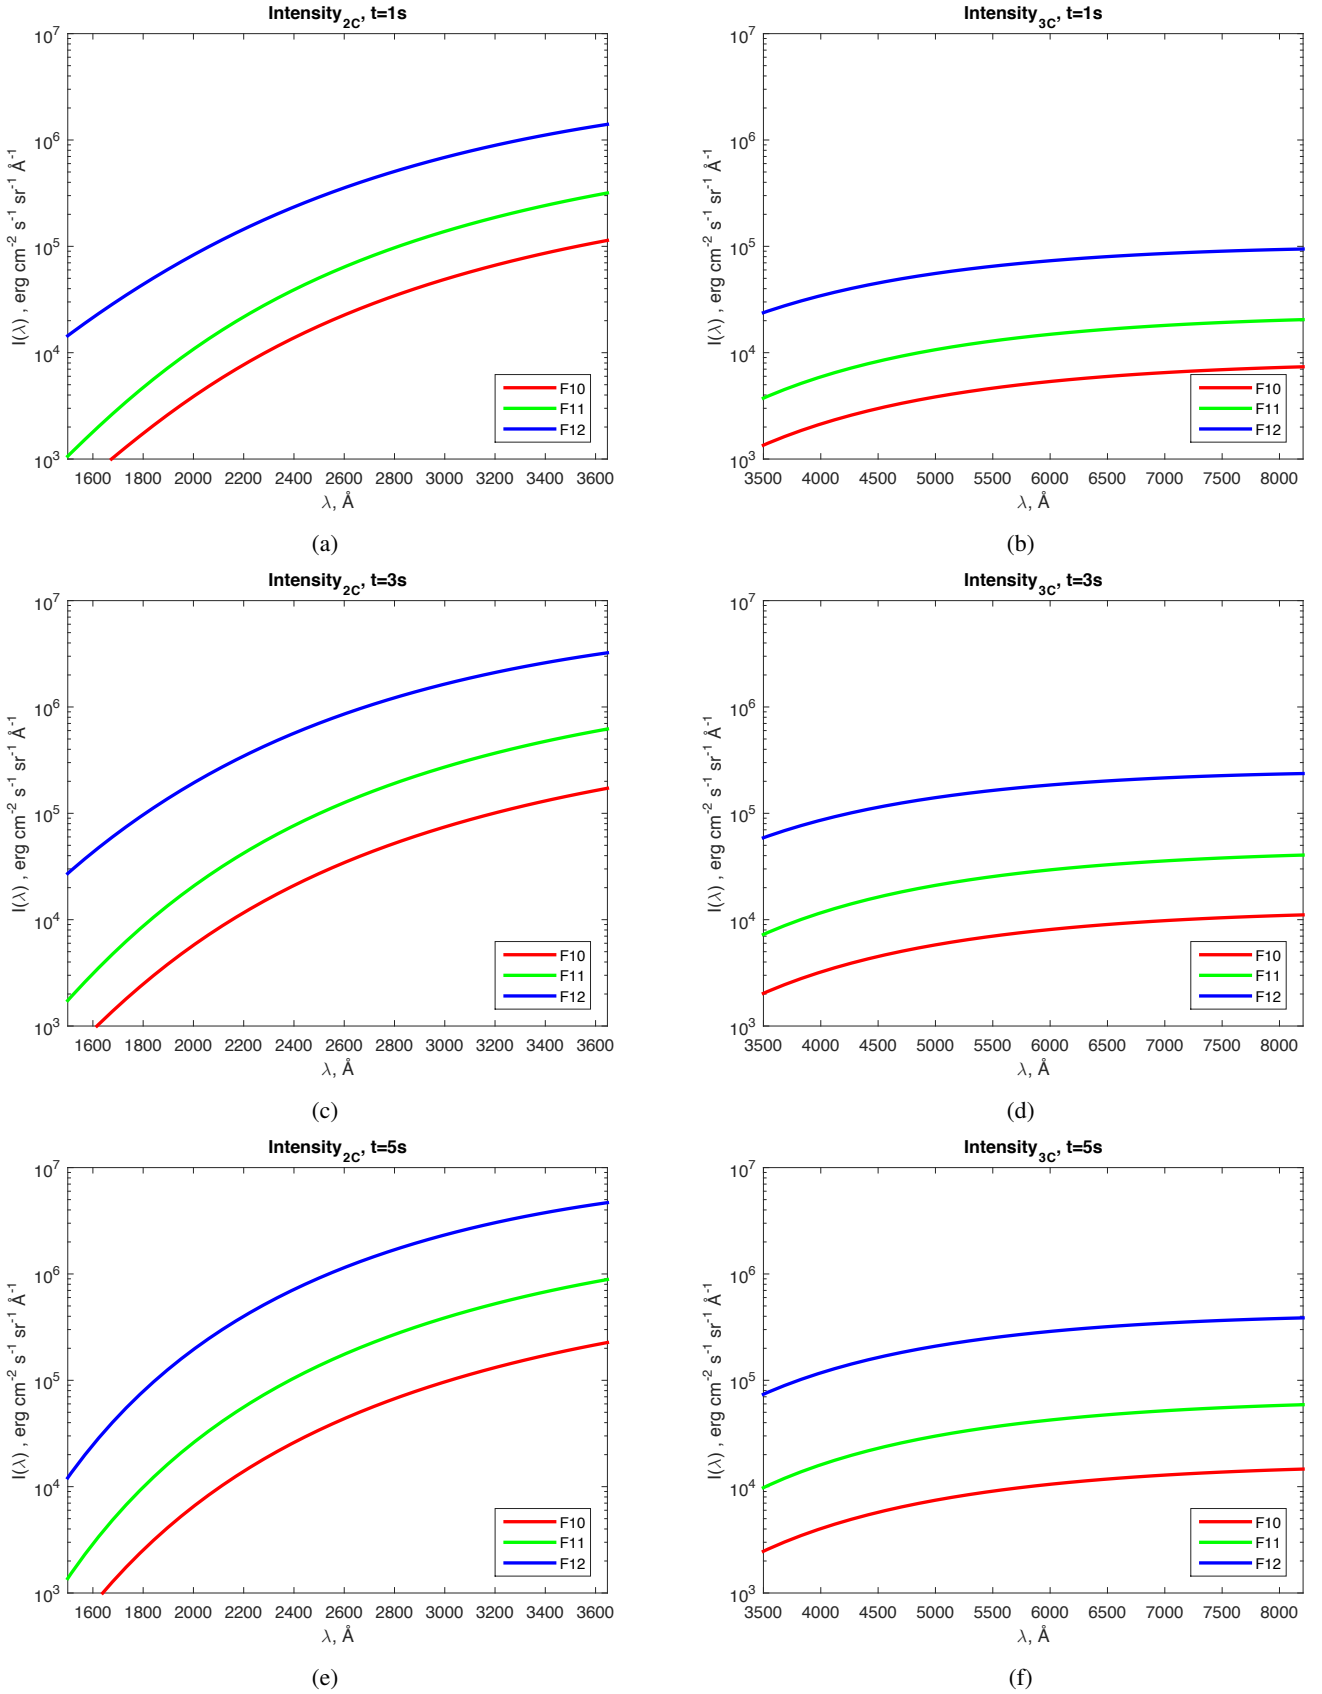 Intensity2C, t=1s
10^7
10^6
10^5
10^4
10^3
I(λ) , erg cm-2 s-1 sr-1 Å-1
F10
F11
F12
1600 1800 2000 2200 2400 2600 2800 3000 3200 3400 3600
λ, Å
(a)
Intensity3C, t=1s
10^7
10^6
10^5
10^4
10^3
I(λ) , erg cm-2 s-1 sr-1 Å-1
F10
F11
F12
3500 4000 4500 5000 5500 6000 6500 7000 7500 8000
λ, Å
(b)
Intensity2C, t=3s
10^7
10^6
10^5
10^4
10^3
I(λ) , erg cm-2 s-1 sr-1 Å-1
F10
F11
F12
1600 1800 2000 2200 2400 2600 2800 3000 3200 3400 3600
λ, Å
(c)
Intensity3C, t=3s
10^7
10^6
10^5
10^4
10^3
I(λ) , erg cm-2 s-1 sr-1 Å-1
F10
F11
F12
3500 4000 4500 5000 5500 6000 6500 7000 7500 8000
λ, Å
(d)
Intensity2C, t=5s
10^7
10^6
10^5
10^4
10^3
I(λ) , erg cm-2 s-1 sr-1 Å-1
F10
F11
F12
1600 1800 2000 2200 2400 2600 2800 3000 3200 3400 3600
λ, Å
(e)
Intensity3C, t=5s
10^7
10^6
10^5
10^4
10^3
I(λ) , erg cm-2 s-1 sr-1 Å-1
F10
F11
F12
3500 4000 4500 5000 5500 6000 6500 7000 7500 8000
λ, Å
(f)